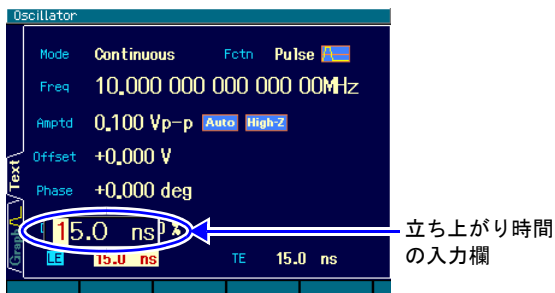 Oscillator
Mode Continuous Fctn Pulse
Freq 10.000 000 000 000 00MHz
Amptd 0.100 Vp-p Auto High-Z
Offset +0.000 V
Phase +0.000 deg
15.0 ns %
LE 15.0 ns TE 15.0 ns
Text
Graph
立ち上がり時間
の入力欄